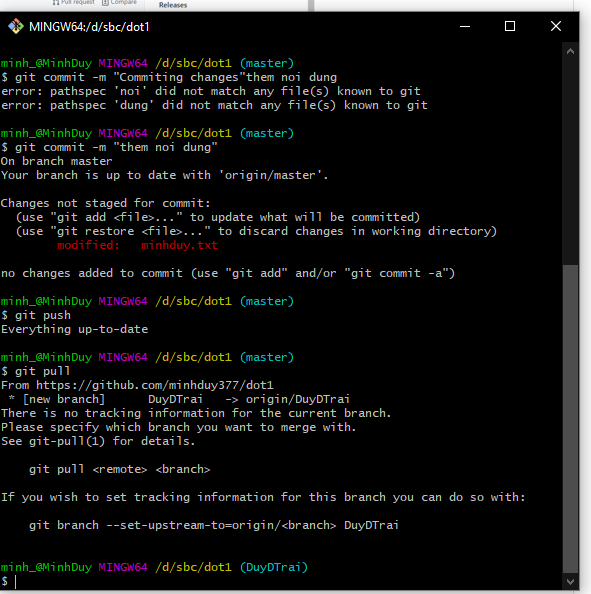 Pull request Compare Releases
MINGW64:/d/sbc/dot1
minh_@MinhDuy MINGW64 /d/sbc/dot1 (master)
$ git commit -m "Commiting changes"them noi dung
error: pathspec 'noi' did not match any file(s) known to git
error: pathspec 'dung' did not match any file(s) known to git
minh_@MinhDuy MINGW64 /d/sbc/dot1 (master)
$ git commit -m "them noi dung"
On branch master
Your branch is up to date with 'origin/master'.
Changes not staged for commit:
(use "git add <file>..." to update what will be committed)
(use "git restore <file>..." to discard changes in working directory)
modified: minhduy.txt
no changes added to commit (use "git add" and/or "git commit -a")
minh_@MinhDuy MINGW64 /d/sbc/dot1 (master)
$ git push
Everything up-to-date
minh_@MinhDuy MINGW64 /d/sbc/dot1 (master)
$ git pull
From https://github.com/minhduy377/dot1
* [new branch] DuyDTrai -> origin/DuyDTrai
There is no tracking information for the current branch.
Please specify which branch you want to merge with.
See git-pull(1) for details.
git pull <remote> <branch>
If you wish to set tracking information for this branch you can do so with:
git branch --set-upstream-to=origin/<branch> DuyDTrai
minh_@MinhDuy MINGW64 /d/sbc/dot1 (DuyDTrai)
$